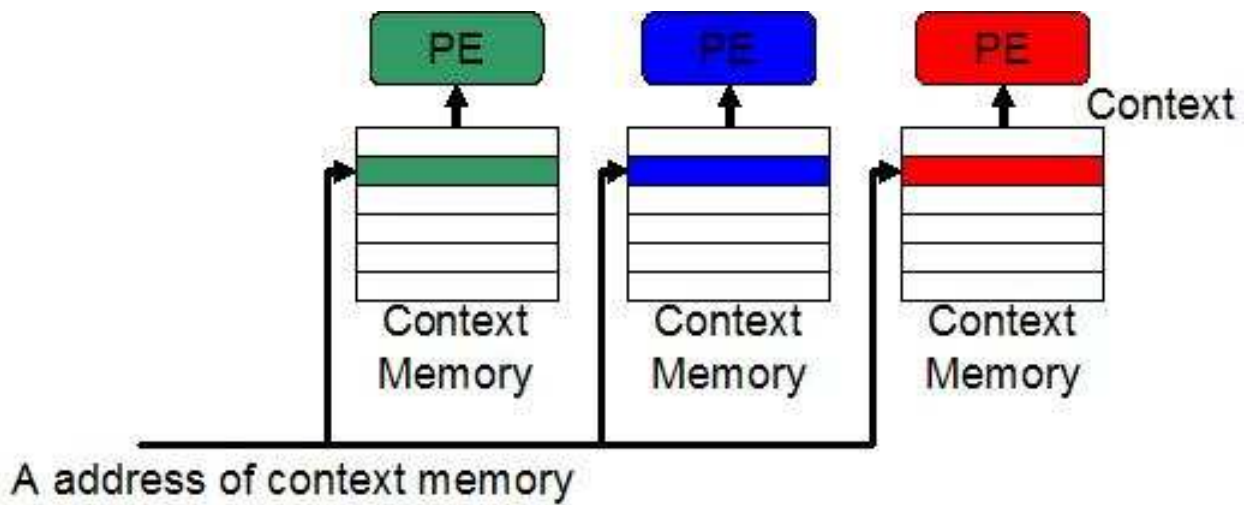 PE
PE
PE
Context
Context
Memory
Context
Memory
Context
Memory
A address of context memory